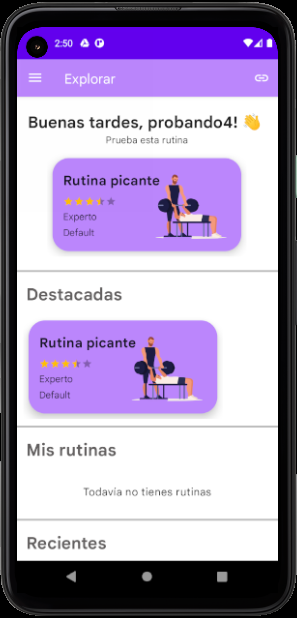 2:50
Explorar
Buenas tardes, probando4! 👋
Prueba esta rutina
Rutina picante
Experto
Default
Destacadas
Rutina picante
Experto
Default
Mis rutinas
Todavía no tienes rutinas
Recientes